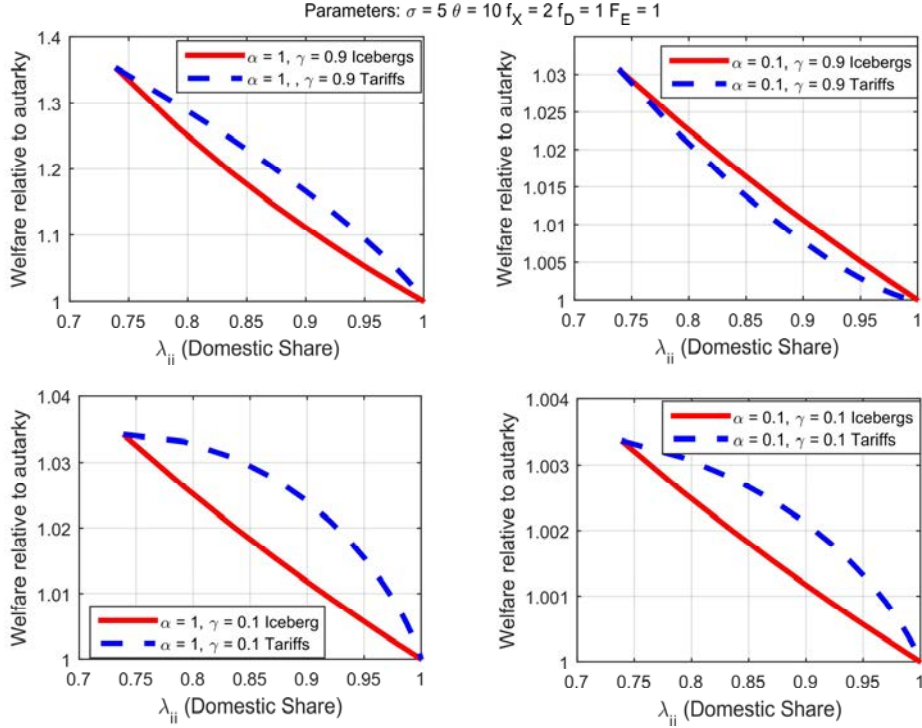 Parameters: σ = 5 θ = 10 f_X = 2 f_D = 1 F_E = 1
Welfare relative to autarky
1.4
1.3
1.2
1.1
1
α = 1, γ = 0.9 Icebergs
α = 1, , γ = 0.9 Tariffs
0.7 0.75 0.8 0.85 0.9 0.95 1
λ_ii (Domestic Share)
Welfare relative to autarky
1.03
1.025
1.02
1.015
1.01
1.005
1
α = 0.1, γ = 0.9 Icebergs
α = 0.1, γ = 0.9 Tariffs
0.7 0.75 0.8 0.85 0.9 0.95 1
λ_ii (Domestic Share)
Welfare relative to autarky
1.04
1.03
1.02
1.01
1
α = 1, γ = 0.1 Iceberg
α = 1, γ = 0.1 Tariffs
0.7 0.75 0.8 0.85 0.9 0.95 1
λ_ii (Domestic Share)
Welfare relative to autarky
1.004
1.003
1.002
1.001
1
α = 0.1, γ = 0.1 Icebergs
α = 0.1, γ = 0.1 Tariffs
0.7 0.75 0.8 0.85 0.9 0.95 1
λ_ii (Domestic Share)